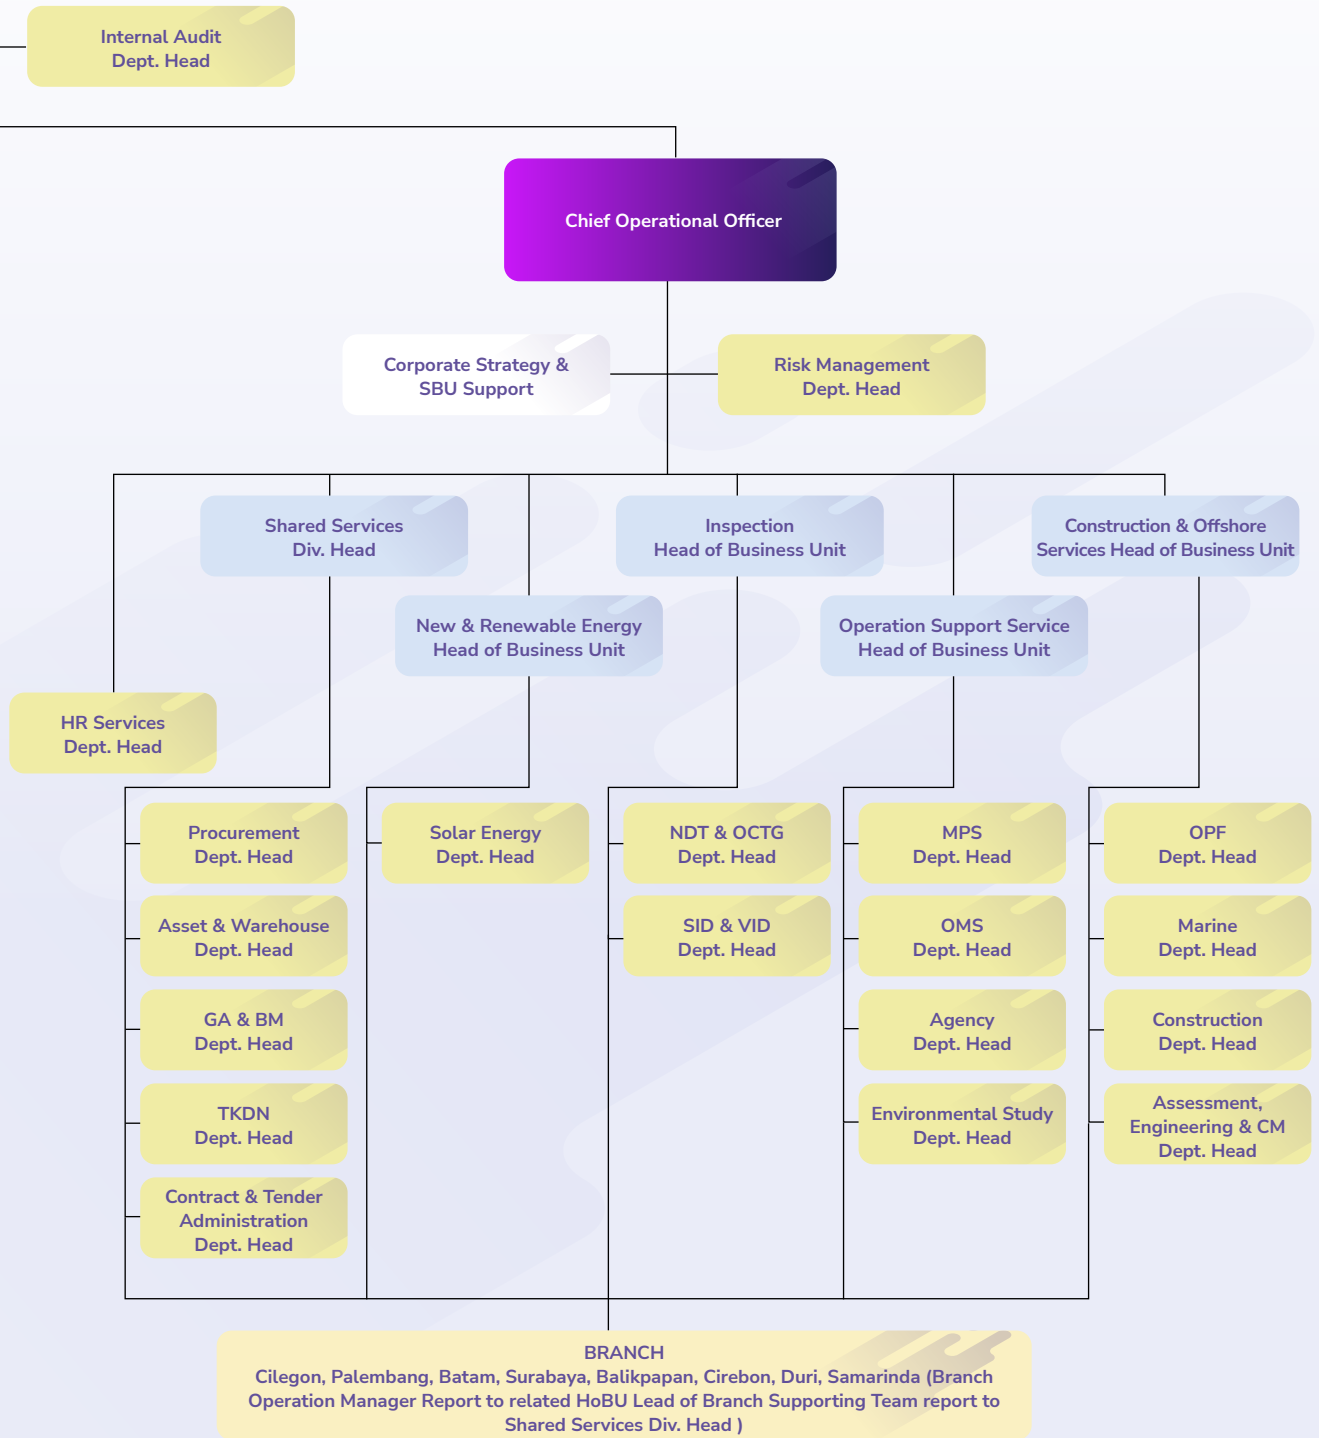 Internal Audit
Dept. Head
Chief Operational Officer
Corporate Strategy &
SBU Support
Risk Management
Dept. Head
Shared Services
Div. Head
Inspection
Head of Business Unit
Construction & Offshore
Services Head of Business Unit
New & Renewable Energy
Head of Business Unit
Operation Support Service
Head of Business Unit
HR Services
Dept. Head
Procurement
Dept. Head
Asset & Warehouse
Dept. Head
GA & BM
Dept. Head
TKDN
Dept. Head
Contract & Tender
Administration
Dept. Head
Solar Energy
Dept. Head
NDT & OCTG
Dept. Head
SID & VID
Dept. Head
MPS
Dept. Head
OMS
Dept. Head
Agency
Dept. Head
Environmental Study
Dept. Head
OPF
Dept. Head
Marine
Dept. Head
Construction
Dept. Head
Assessment,
Engineering & CM
Dept. Head
BRANCH
Cilegon, Palembang, Batam, Surabaya, Balikpapan, Cirebon, Duri, Samarinda (Branch
Operation Manager Report to related HoBU Lead of Branch Supporting Team report to
Shared Services Div. Head )